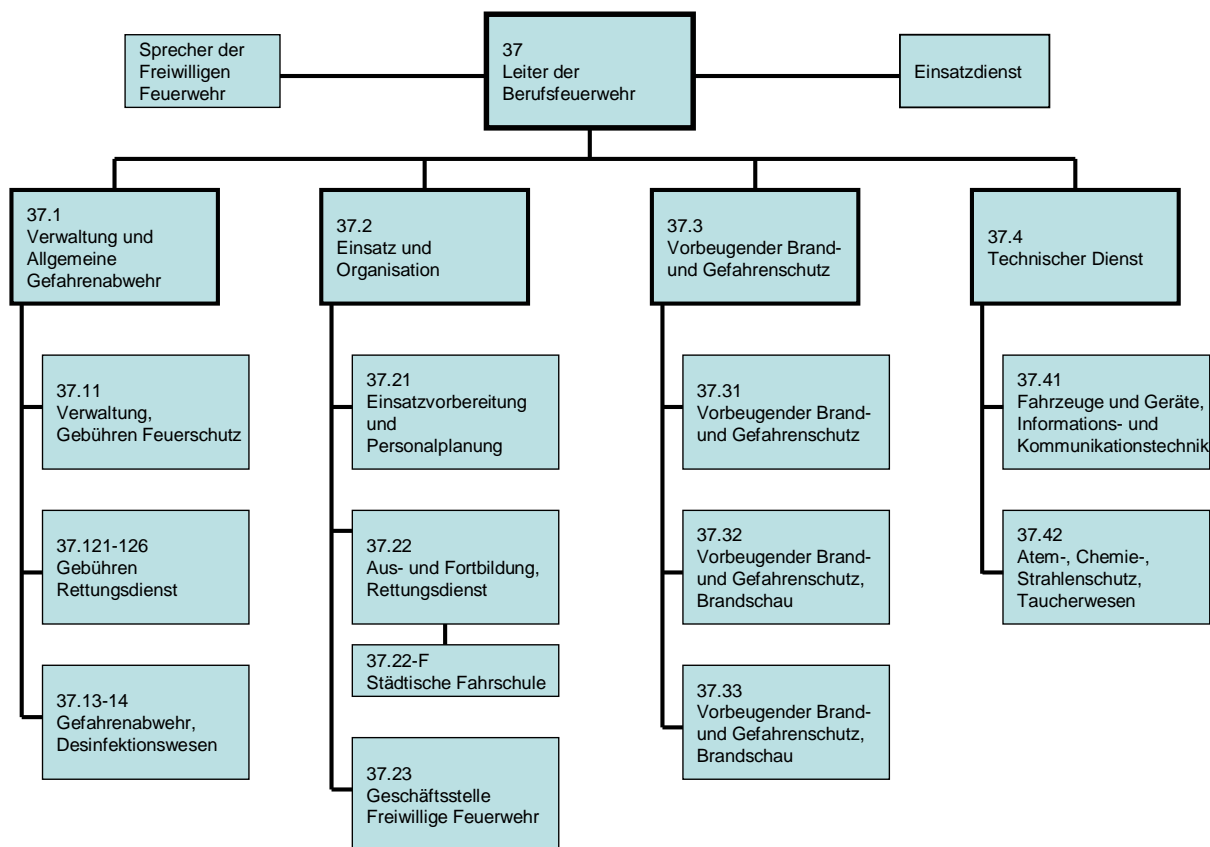 Sprecher der
Freiwilligen
Feuerwehr
37
Leiter der
Berufsfeuerwehr
Einsatzdienst
37.1
Verwaltung und
Allgemeine
Gefahrenabwehr
37.2
Einsatz und
Organisation
37.3
Vorbeugender Brand-
und Gefahrenschutz
37.4
Technischer Dienst
37.11
Verwaltung,
Gebühren Feuerschutz
37.21
Einsatzvorbereitung
und
Personalplanung
37.31
Vorbeugender Brand-
und Gefahrenschutz
37.41
Fahrzeuge und Geräte,
Informations- und
Kommunikationstechnik
37.121-126
Gebühren
Rettungsdienst
37.22
Aus- und Fortbildung,
Rettungsdienst
37.32
Vorbeugender Brand-
und Gefahrenschutz,
Brandschau
37.42
Atem-, Chemie-,
Strahlenschutz,
Taucherwesen
37.22-F
Städtische Fahrschule
37.13-14
Gefahrenabwehr,
Desinfektionswesen
37.33
Vorbeugender Brand-
und Gefahrenschutz,
Brandschau
37.23
Geschäftsstelle
Freiwillige Feuerwehr